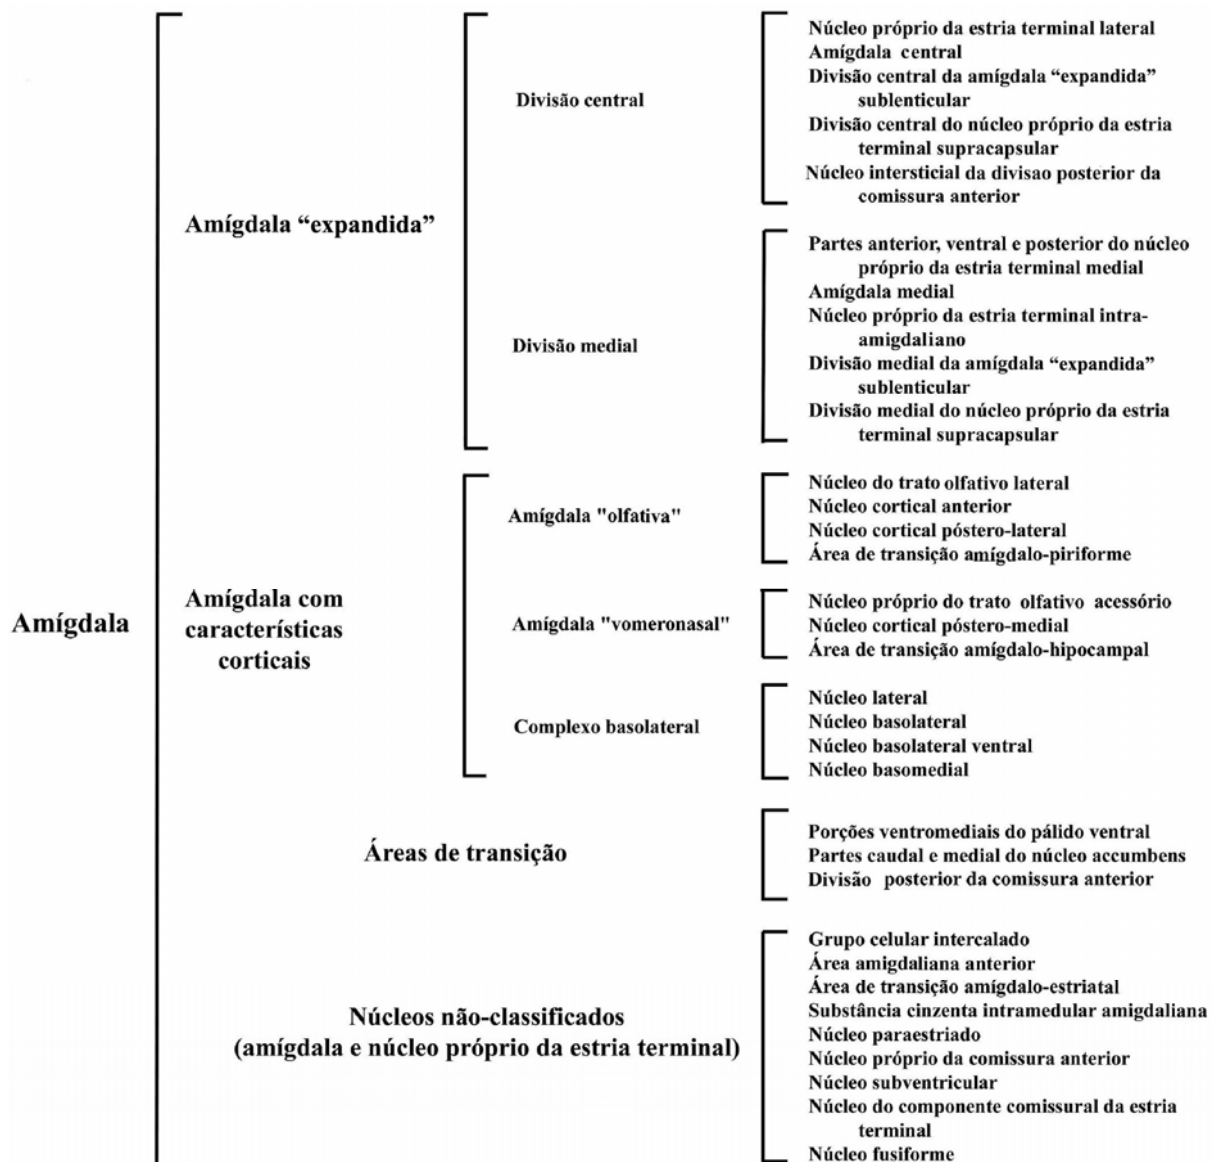 Amígdala
Amígdala “expandida”
Divisão central
Núcleo próprio da estria terminal lateral
Amígdala central
Divisão central da amígdala “expandida”
sublenticular
Divisão central do núcleo próprio da estria
terminal supracapsular
Núcleo intersticial da divisao posterior da
comissura anterior
Divisão medial
Partes anterior, ventral e posterior do núcleo
próprio da estria terminal medial
Amígdala medial
Núcleo próprio da estria terminal intra-
amigdaliano
Divisão medial da amígdala “expandida”
sublenticular
Divisão medial do núcleo próprio da estria
terminal supracapsular
Amígdala com
características
corticais
Amígdala "olfativa"
Núcleo do trato olfativo lateral
Núcleo cortical anterior
Núcleo cortical póstero-lateral
Área de transição amígdalo-piriforme
Amígdala "vomeronasal"
Núcleo próprio do trato olfativo acessório
Núcleo cortical póstero-medial
Área de transição amígdalo-hipocampal
Complexo basolateral
Núcleo lateral
Núcleo basolateral
Núcleo basolateral ventral
Núcleo basomedial
Áreas de transição
Porções ventromediais do pálido ventral
Partes caudal e medial do núcleo accumbens
Divisão posterior da comissura anterior
Núcleos não-classificados
(amígdala e núcleo próprio da estria terminal)
Grupo celular intercalado
Área amigdaliana anterior
Área de transição amígdalo-estriatal
Substância cinzenta intramedular amigdaliana
Núcleo paraestriado
Núcleo próprio da comissura anterior
Núcleo subventricular
Núcleo do componente comissural da estria
terminal
Núcleo fusiforme